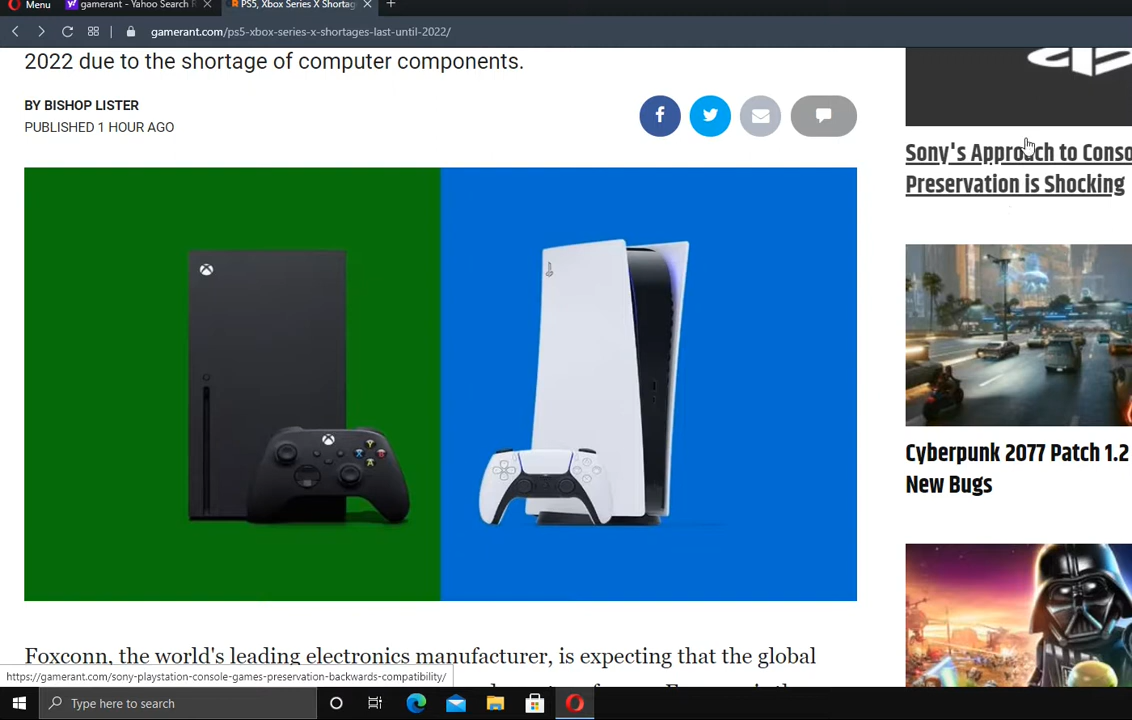 Menu
gamerant - Yahoo Search R
PS5, Xbox Series X Shortag
gamerant.com/ps5-xbox-series-x-shortages-last-until-2022/
2022 due to the shortage of computer components.
BY BISHOP LISTER
PUBLISHED 1 HOUR AGO
Sony's Approach to Conso
Preservation is Shocking
Cyberpunk 2077 Patch 1.2
New Bugs
Foxconn, the world's leading electronics manufacturer, is expecting that the global
https://gamerant.com/sony-playstation-console-games-preservation-backwards-compatibility/
Type here to search